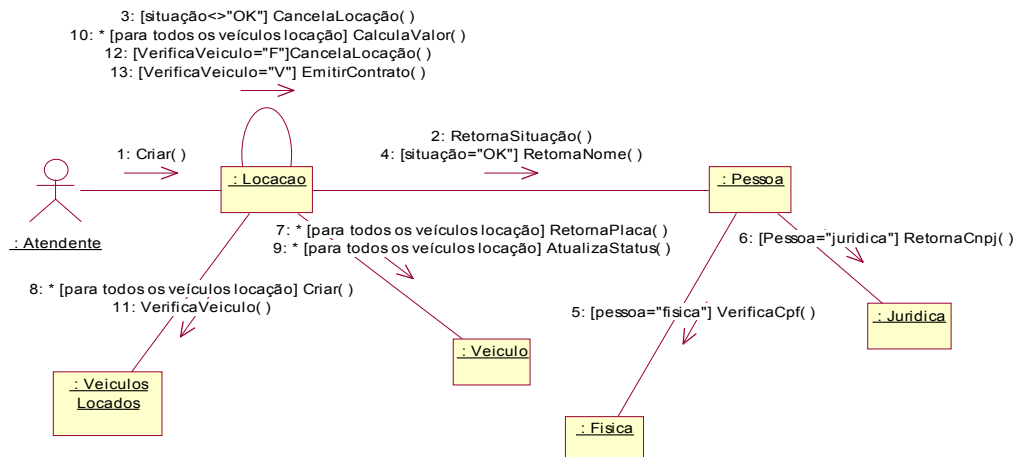 3: [situação<>"OK"] CancelaLocação( )
10: * [para todos os veículos locação] CalculaValor( )
12: [VerificaVeiculo="F"]CancelaLocação( )
13: [VerificaVeiculo="V"] EmitirContrato( )
2: RetornaSituação( )
4: [situação="OK"] RetornaNome( )
1: Criar( )
: Locacao
: Pessoa
: Atendente
7: * [para todos os veículos locação] RetornaPlaca( )
9: * [para todos os veículos locação] AtualizaStatus( )
6: [Pessoa="juridica"] RetornaCnpj( )
8: * [para todos os veículos locação] Criar( )
11: VerificaVeiculo( )
5: [pessoa="fisica"] VerificaCpf( )
: Juridica
: Veiculo
: Veiculos
Locados
: Fisica